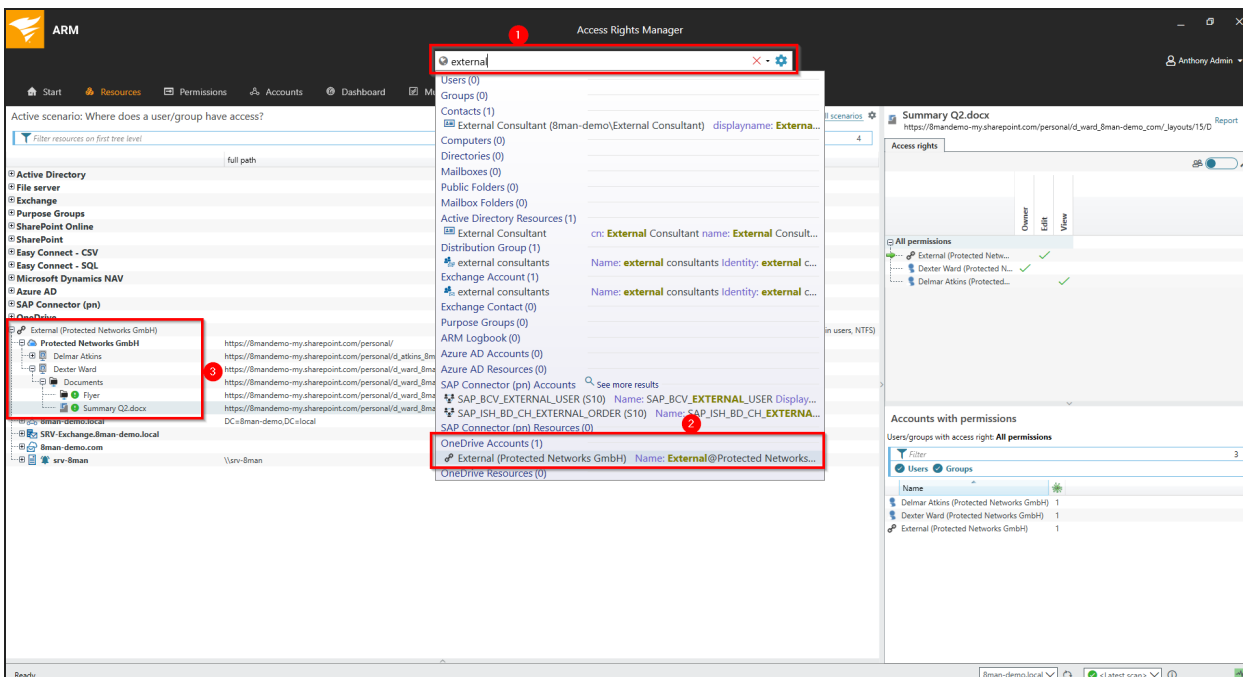 ARM
Access Rights Manager
1
external
Anthony Admin
Start
Resources
Permissions
Accounts
Dashboard
Active scenario: Where does a user/group have access?
scenarios
Filter resources on first tree level
4
full path
Active Directory
File server
Exchange
Purpose Groups
SharePoint Online
SharePoint
Easy Connect - CSV
Easy Connect - SQL
Microsoft Dynamics NAV
Azure AD
SAP Connector (pn)
OneDrive
External (Protected Networks GmbH)
in users, NTFS)
Protected Networks GmbH
https://8mandemo-my.sharepoint.com/personal/
Delmar Atkins
https://8mandemo-my.sharepoint.com/personal/d_atkins_8m
Dexter Ward
https://8mandemo-my.sharepoint.com/personal/d_ward_8ma
3
Documents
https://8mandemo-my.sharepoint.com/personal/d_ward_8ma
Flyer
https://8mandemo-my.sharepoint.com/personal/d_ward_8ma
Summary Q2.docx
https://8mandemo-my.sharepoint.com/personal/d_ward_8ma
8man-demo.local
DC=8man-demo,DC=local
SRV-Exchange.8man-demo.local
8man-demo.com
srv-8man
\\srv-8man
Users (0)
Groups (0)
Contacts (1)
External Consultant (8man-demo\External Consultant) displayname: Externa...
Computers (0)
Directories (0)
Mailboxes (0)
Public Folders (0)
Mailbox Folders (0)
Active Directory Resources (1)
External Consultant cn: External Consultant name: External Consult...
Distribution Group (1)
external consultants Name: external consultants Identity: external c...
Exchange Account (1)
external consultants Name: external consultants Identity: external c...
Exchange Contact (0)
Purpose Groups (0)
ARM Logbook (0)
Azure AD Accounts (0)
Azure AD Resources (0)
SAP Connector (pn) Accounts See more results
SAP_BCV_EXTERNAL_USER (S10) Name: SAP_BCV_EXTERNAL_USER Display...
SAP_ISH_BD_CH_EXTERNAL_ORDER (S10) Name: SAP_ISH_BD_CH_EXTERNA...
SAP Connector (pn) Resources (0)
2
OneDrive Accounts (1)
External (Protected Networks GmbH) Name: External@Protected Networks...
OneDrive Resources (0)
Summary Q2.docx
https://8mandemo-my.sharepoint.com/personal/d_ward_8man-demo_com/_layouts/15/D
Report
Access rights
Owner
Edit
View
All permissions
External (Protected Netw...
Dexter Ward (Protected N...
Delmar Atkins (Protected...
Accounts with permissions
Users/groups with access right: All permissions
Filter
3
Users
Groups
Name
Delmar Atkins (Protected Networks GmbH) 1
Dexter Ward (Protected Networks GmbH) 1
External (Protected Networks GmbH) 1
Ready
8man-demo.local
<latest scan>